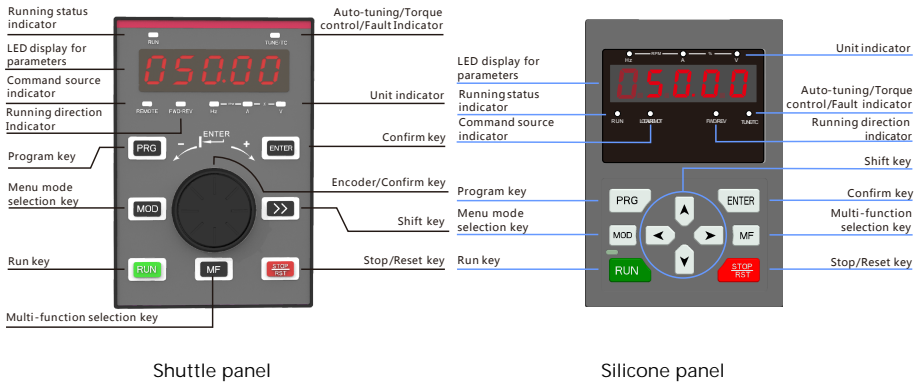 Running status
indicator
LED display for
parameters
Command source
indicator
Running direction
Indicator
Program key
Menu mode
selection key
Run key
Multi-function selection key
RUN
TUNE/TC
050.00
REMOTE
FWD/REV
Hz
A
V
ENTER
PRG
ENTER
−
+
MOD
>>
RUN
MF
STOP
RST
Auto-tuning/Torque
control/Fault Indicator
Unit indicator
Confirm key
Encoder/Confirm key
Shift key
Stop/Reset key
Shuttle panel
LED display for
parameters
Running status
indicator
Command source
indicator
Program key
Menu mode
selection key
Run key
RPM
%
Hz
A
V
050.00
RUN
LOCAL/REMOT
FWD/REV
TUNE/TC
PRG
ENTER
MOD
MF
RUN
STOP
RST
Unit indicator
Auto-tuning/Torque
control/Fault indicator
Running direction
indicator
Shift key
Confirm key
Multi-function
selection key
Stop/Reset key
Silicone panel